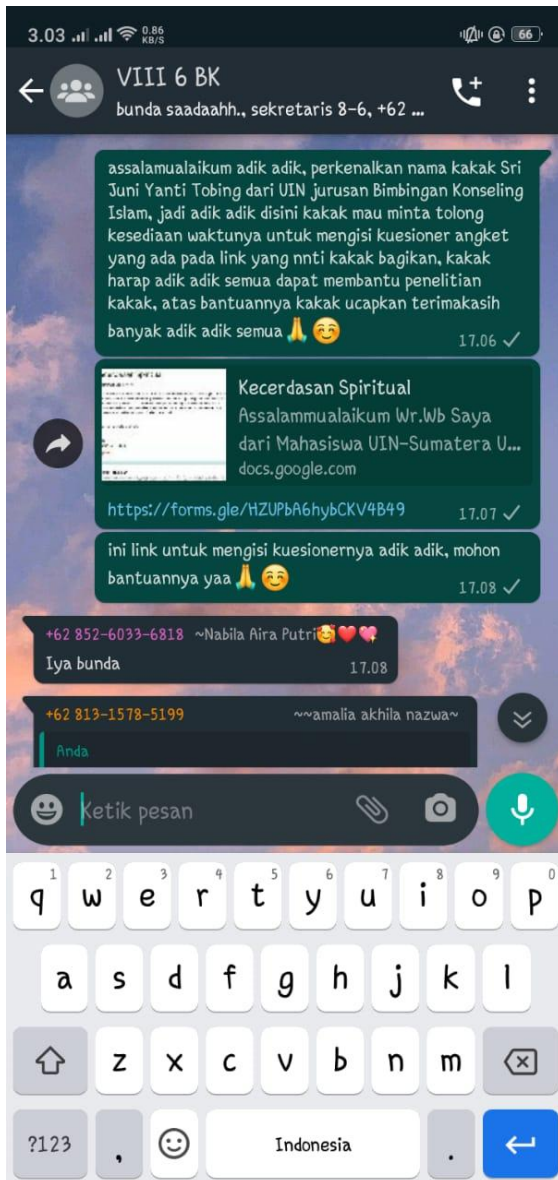 3.03 0.86 KB/S 66
VIII 6 BK
bunda saadaahh., sekretaris 8-6, +62 ...
assalamualaikum adik adik, perkenalkan nama kakak Sri
Juni Yanti Tobing dari UIN jurusan Bimbingan Konseling
Islam, jadi adik adik disini kakak mau minta tolong
kesediaan waktunya untuk mengisi kuesioner angket
yang ada pada link yang nnti kakak bagikan, kakak
harap adik adik semua dapat membantu penelitian
kakak, atas bantuannya kakak ucapkan terimakasih
banyak adik adik semua🙏☺️
17.06
Kecerdasan Spiritual
Assalammualaikum Wr.Wb Saya
dari Mahasiswa UIN-Sumatera U...
docs.google.com
https://forms.gle/HZUPbA6hybCKV4B49 17.07
ini link untuk mengisi kuesionernya adik adik, mohon
bantuannya yaa🙏☺️
17.08
+62 852-6033-6818 ~Nabila Aira Putri🥰❤️💖
Iya bunda 17.08
+62 813-1578-5199 ~~amalia akhila nazwa~
Anda
Ketik pesan
1 2 3 4 5 6 7 8 9 0
q w e r t y u i o p
a s d f g h j k l
z x c v b n m
?123 , Indonesia .